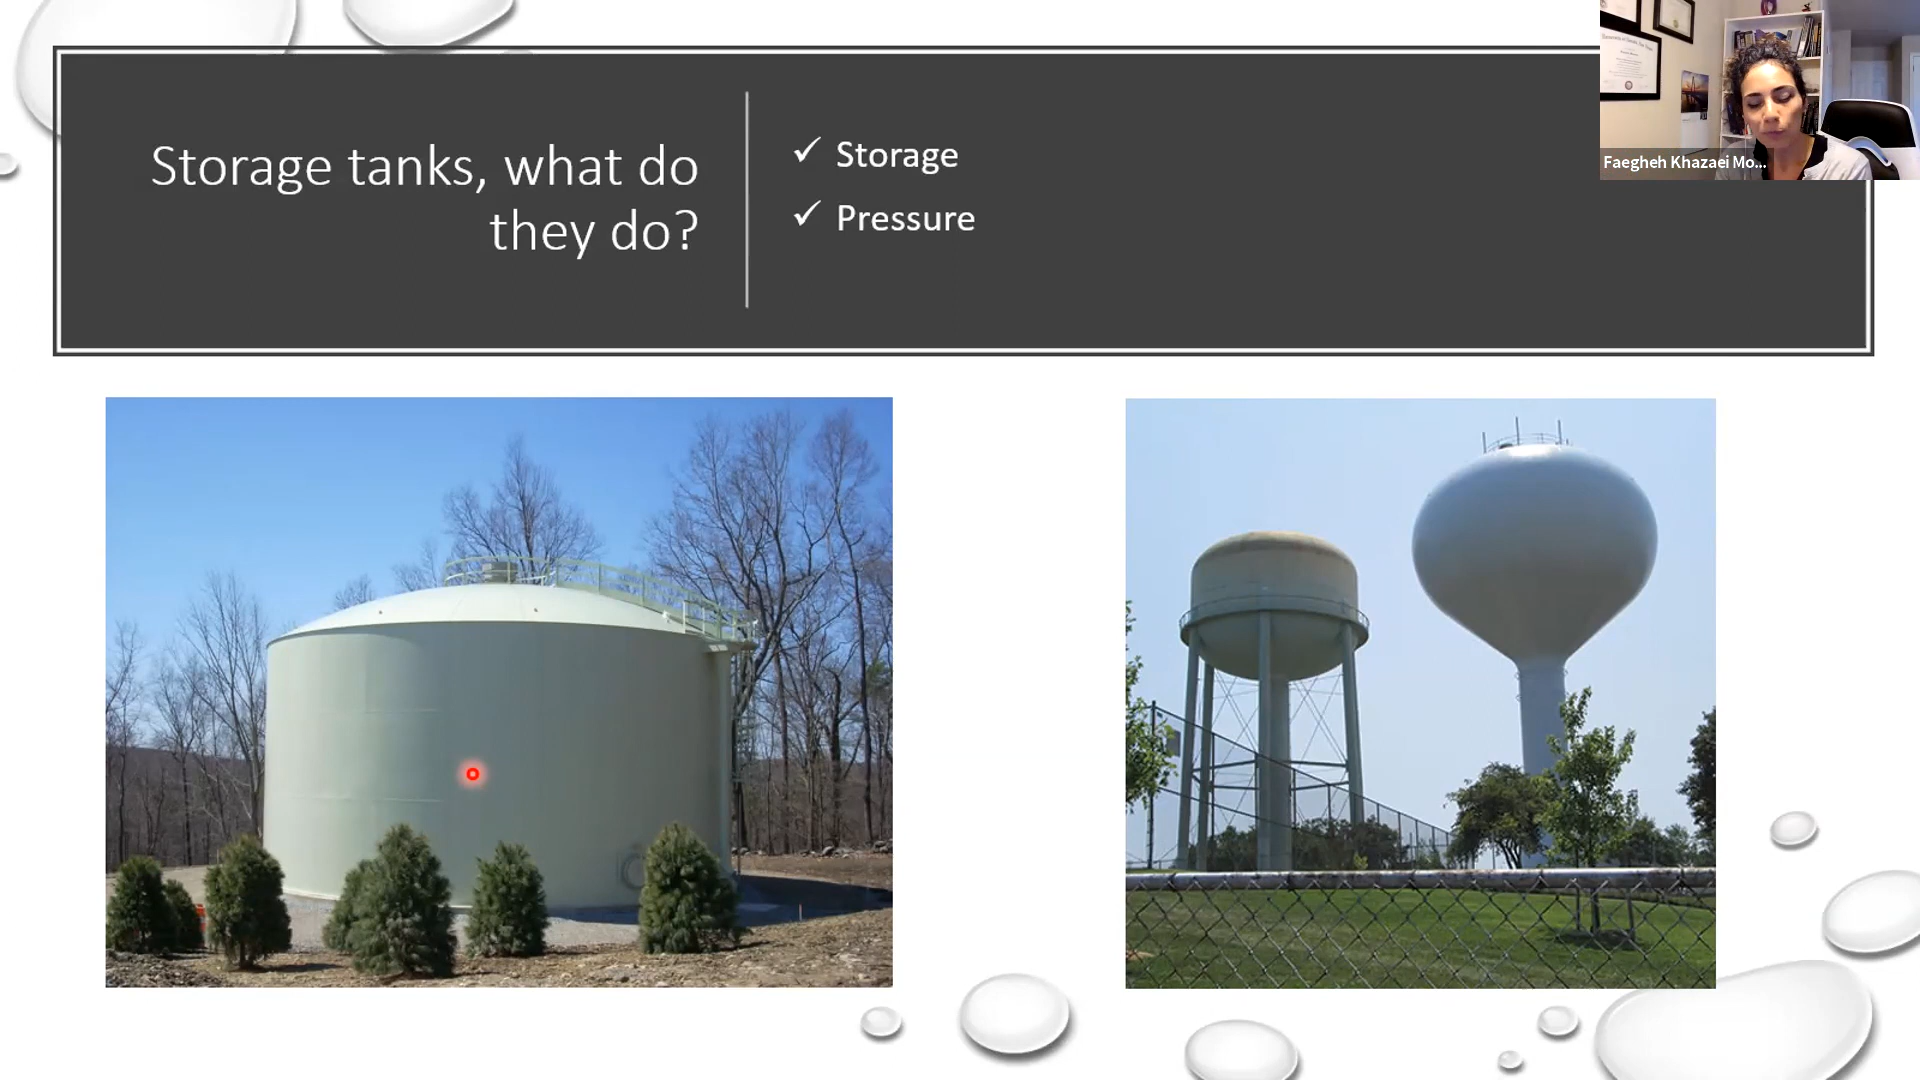 Storage tanks, what do
they do?
✓ Storage
✓ Pressure
Faegheh Khazaei Mo...